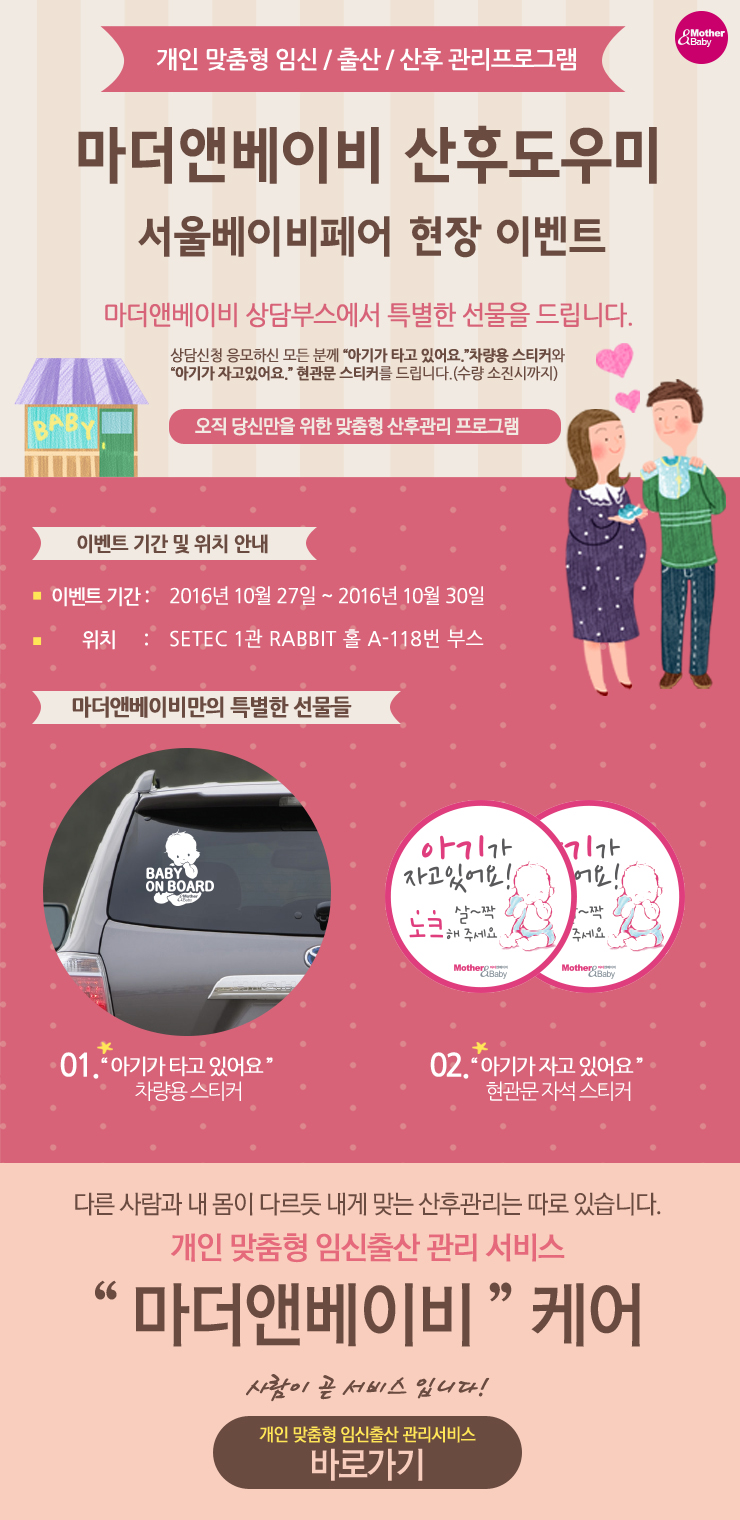 Mother
&Baby
개인 맞춤형 임신 / 출산 / 산후 관리프로그램
마더앤베이비 산후도우미
서울베이비페어 현장 이벤트
마더앤베이비 상담부스에서 특별한 선물을 드립니다.
상담신청 응모하신 모든 분께 “아기가 타고 있어요.”차량용 스티커와
“아기가 자고있어요.” 현관문 스티커를 드립니다.(수량 소진시까지)
BABY
오직 당신만을 위한 맞춤형 산후관리 프로그램
이벤트 기간 및 위치 안내
이벤트 기간 : 2016년 10월 27일 ~ 2016년 10월 30일
위치 : SETEC 1관 RABBIT 홀 A-118번 부스
마더앤베이비만의 특별한 선물들
BABY
ON BOARD
아기가
자고있어요!
노크 살~짝
해 주세요
Mother
&Baby
기가
어요!
~짝
주세요
Mother
&Baby
01. “ 아기가 타고 있어요 ”
차량용 스티커
02. “ 아기가 자고 있어요 ”
현관문 자석 스티커
다른 사람과 내 몸이 다르듯 내게 맞는 산후관리는 따로 있습니다.
개인 맞춤형 임신출산 관리 서비스
“ 마더앤베이비 ” 케어
사람이 곧 서비스 입니다!
개인 맞춤형 임신출산 관리서비스
바로가기